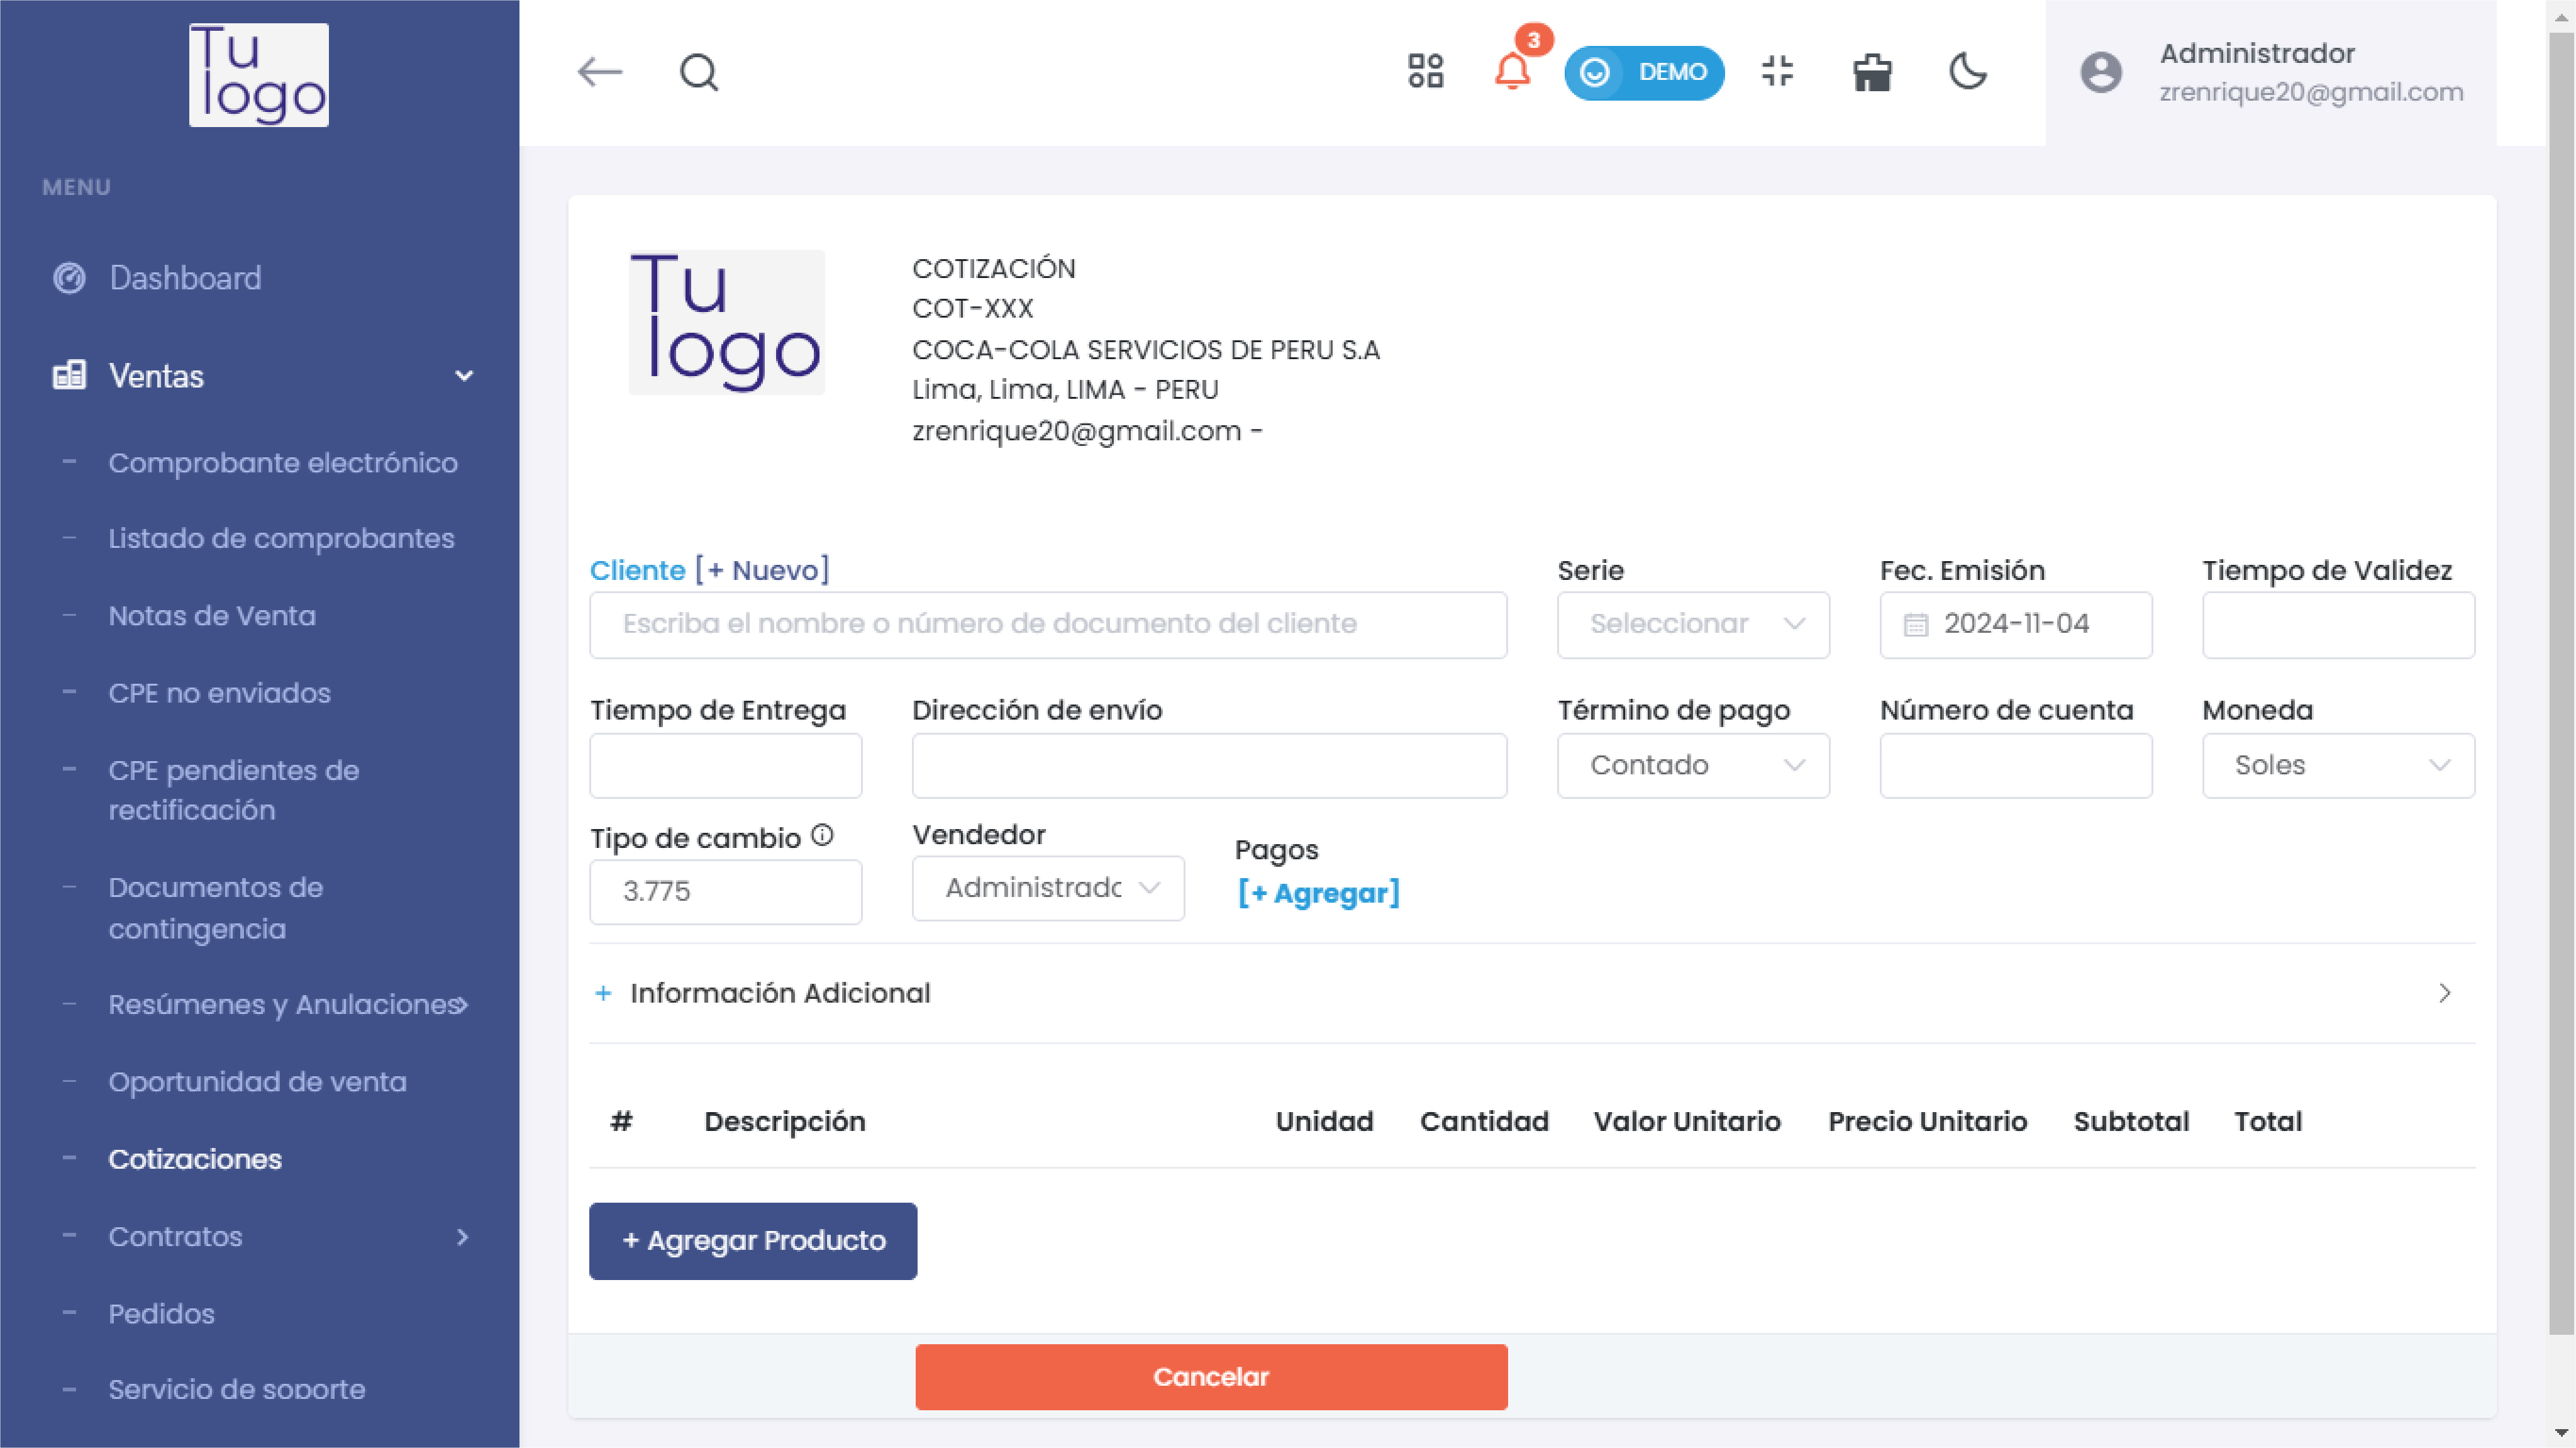 Tu
logo
MENU
Dashboard
Ventas
Comprobante electrónico
Listado de comprobantes
Notas de Venta
CPE no enviados
CPE pendientes de
rectificación
Documentos de
contingencia
Resúmenes y Anulaciones
Oportunidad de venta
Cotizaciones
Contratos
Pedidos
Servicio de soporte
3
DEMO
Administrador
zrenrique20@gmail.com
Tu
logo
COTIZACIÓN
COT-XXX
COCA-COLA SERVICIOS DE PERU S.A
Lima, Lima, LIMA - PERU
zrenrique20@gmail.com -
Cliente [+ Nuevo]
Serie
Fec. Emisión
Tiempo de Validez
Escriba el nombre o número de documento del cliente
Seleccionar
2024-11-04
Tiempo de Entrega
Dirección de envío
Término de pago
Número de cuenta
Moneda
Contado
Soles
Tipo de cambio
Vendedor
Pagos
3.775
Administrado
[+ Agregar]
+ Información Adicional
# Descripción Unidad Cantidad Valor Unitario Precio Unitario Subtotal Total
+ Agregar Producto
Cancelar